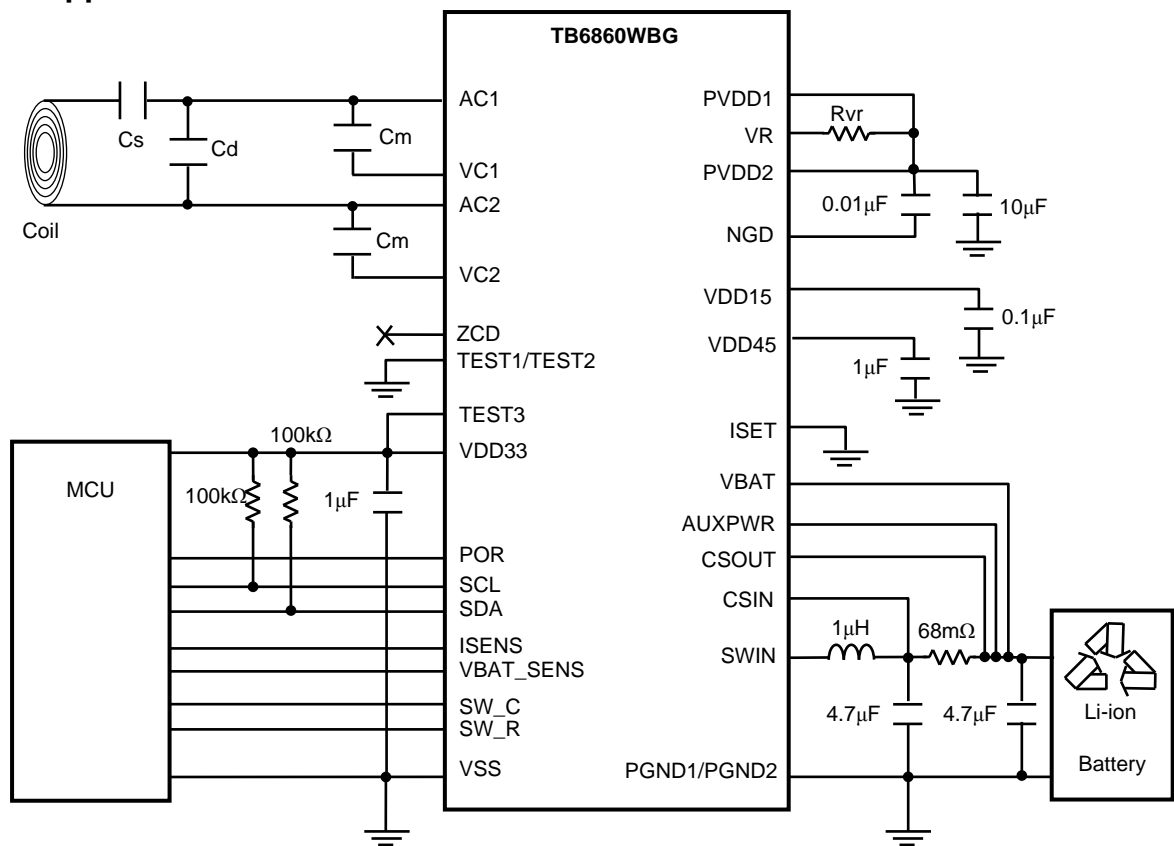 TB6860WBG
AC1
PVDD1
Rvr
Cs
Cd
Cm
VR
VC1
PVDD2
AC2
0.01μF
10μF
Coil
Cm
NGD
VC2
VDD15
0.1μF
ZCD
VDD45
TEST1/TEST2
1μF
TEST3
ISET
100kΩ
VDD33
MCU
100kΩ
1μF
VBAT
AUXPWR
POR
CSOUT
SCL
CSIN
SDA
1μH
68mΩ
ISENS
SWIN
VBAT_SENS
SW_C
4.7μF
4.7μF
Li-ion
SW_R
VSS
PGND1/PGND2
Battery